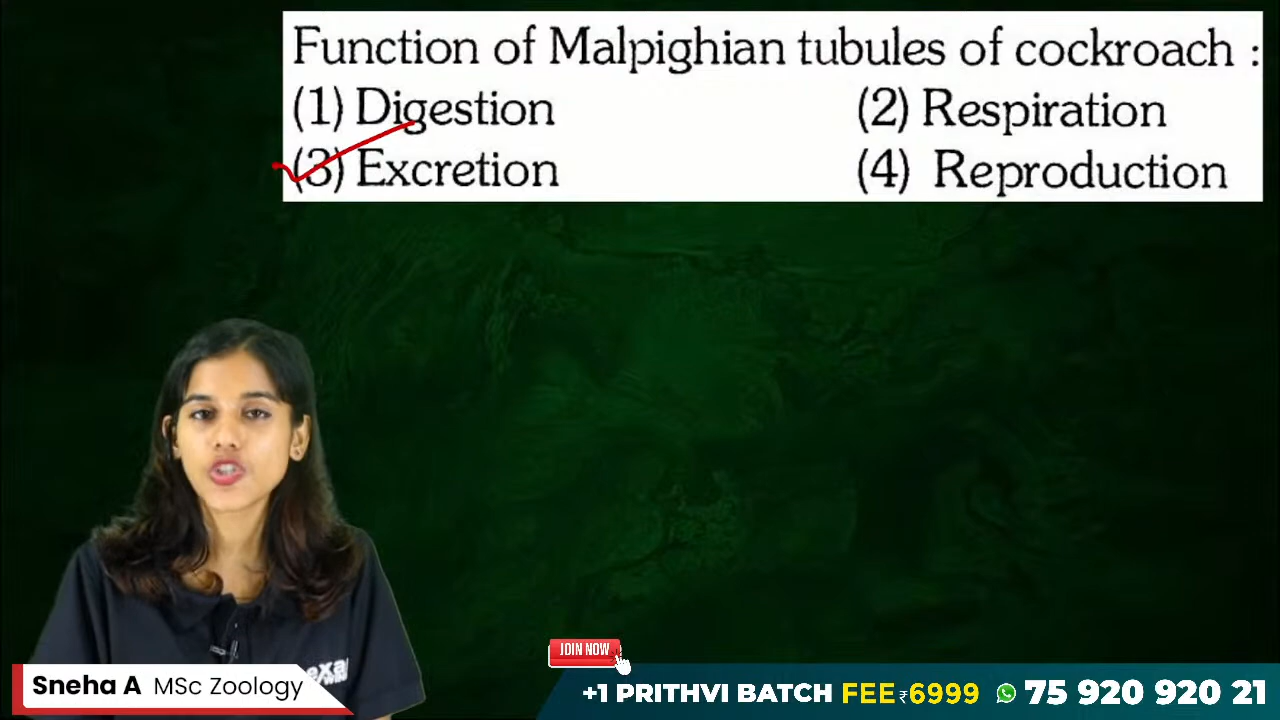 Function of Malpighian tubules of cockroach :
(1) Digestion (2) Respiration
(3) Excretion (4) Reproduction
exa
JOIN NOW
Sneha A MSc Zoology
+1 PRITHVI BATCH FEE ₹6999 75 920 920 21